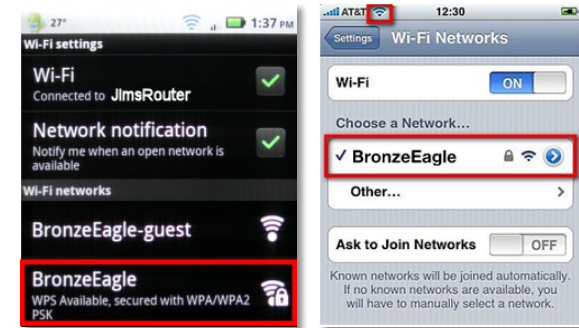 27°
1:37 PM
Wi-Fi settings
Wi-Fi
Connected to JimsRouter
Network notification
Notify me when an open network is
available
Wi-Fi networks
BronzeEagle-guest
BronzeEagle
WPS Available, secured with WPA/WPA2
PSK
AT&T
12:30
Settings
Wi-Fi Networks
Wi-Fi
ON
Choose a Network...
✓ BronzeEagle
Other...
Ask to Join Networks
OFF
Known networks will be joined automatically.
If no known networks are available, you
will have to manually select a network.